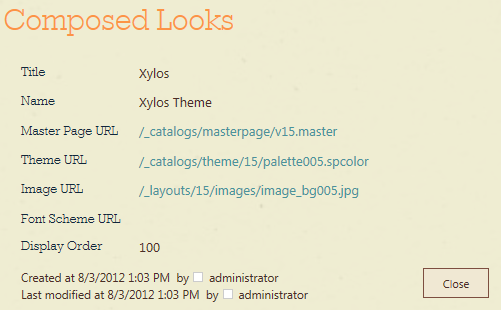 Composed Looks
Title Xylos
Name Xylos Theme
Master Page URL /_catalogs/masterpage/v15.master
Theme URL /_catalogs/theme/15/palette005.spcolor
Image URL /_layouts/15/images/image_bg005.jpg
Font Scheme URL
Display Order 100
Created at 8/3/2012 1:03 PM by administrator
Last modified at 8/3/2012 1:03 PM by administrator
Close